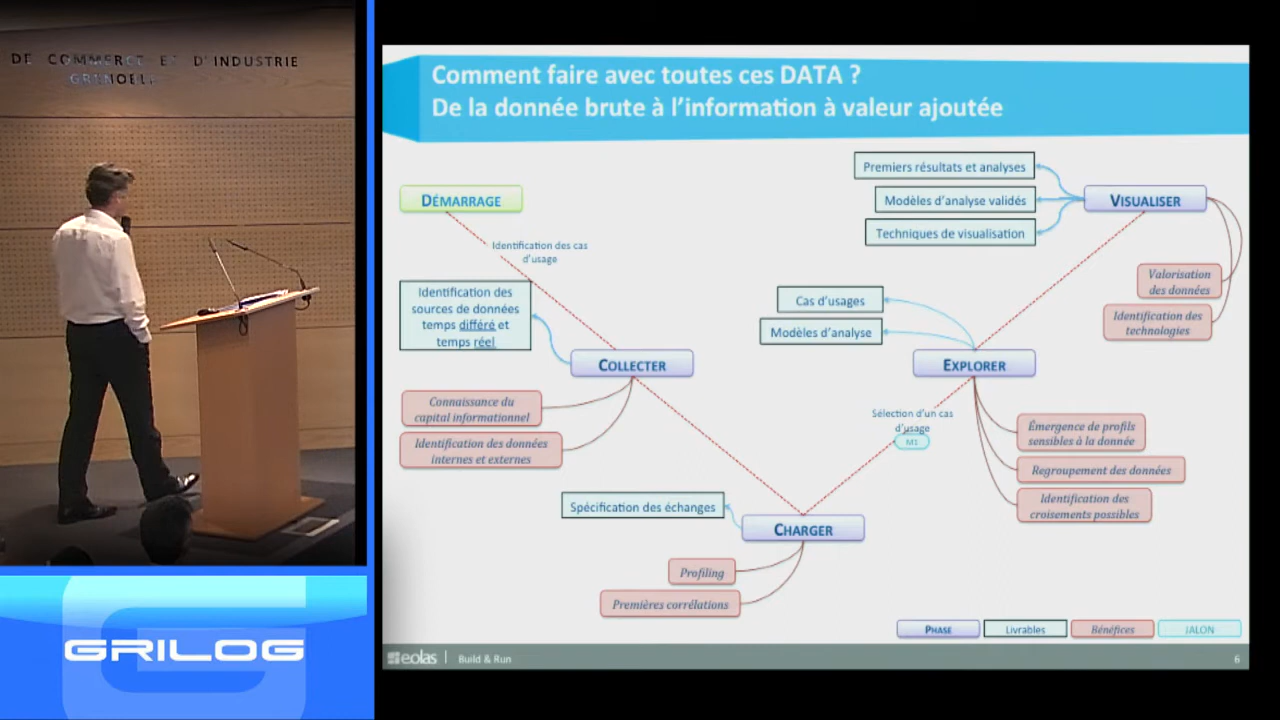 DE COMMERCE ET D'INDUSTRIE
GRENOBLE
Comment faire avec toutes ces DATA ?
De la donnée brute à l'information à valeur ajoutée
DÉMARRAGE
Identification des cas
d'usage
Identification des
sources de données
temps différé et
temps réel
COLLECTER
Connaissance du
capital informationnel
Identification des données
internes et externes
Spécification des échanges
CHARGER
Profiling
Premières corrélations
Premiers résultats et analyses
Modèles d'analyse validés
Techniques de visualisation
VISUALISER
Valorisation
des données
Identification des
technologies
Cas d'usages
Modèles d'analyse
EXPLORER
Sélection d'un cas
d'usage
M1
Émergence de profils
sensibles à la donnée
Regroupement des données
Identification des
croisements possibles
PHASE
Livrables
Bénéfices
JALON
eolas
Build & Run
6
GRILOG